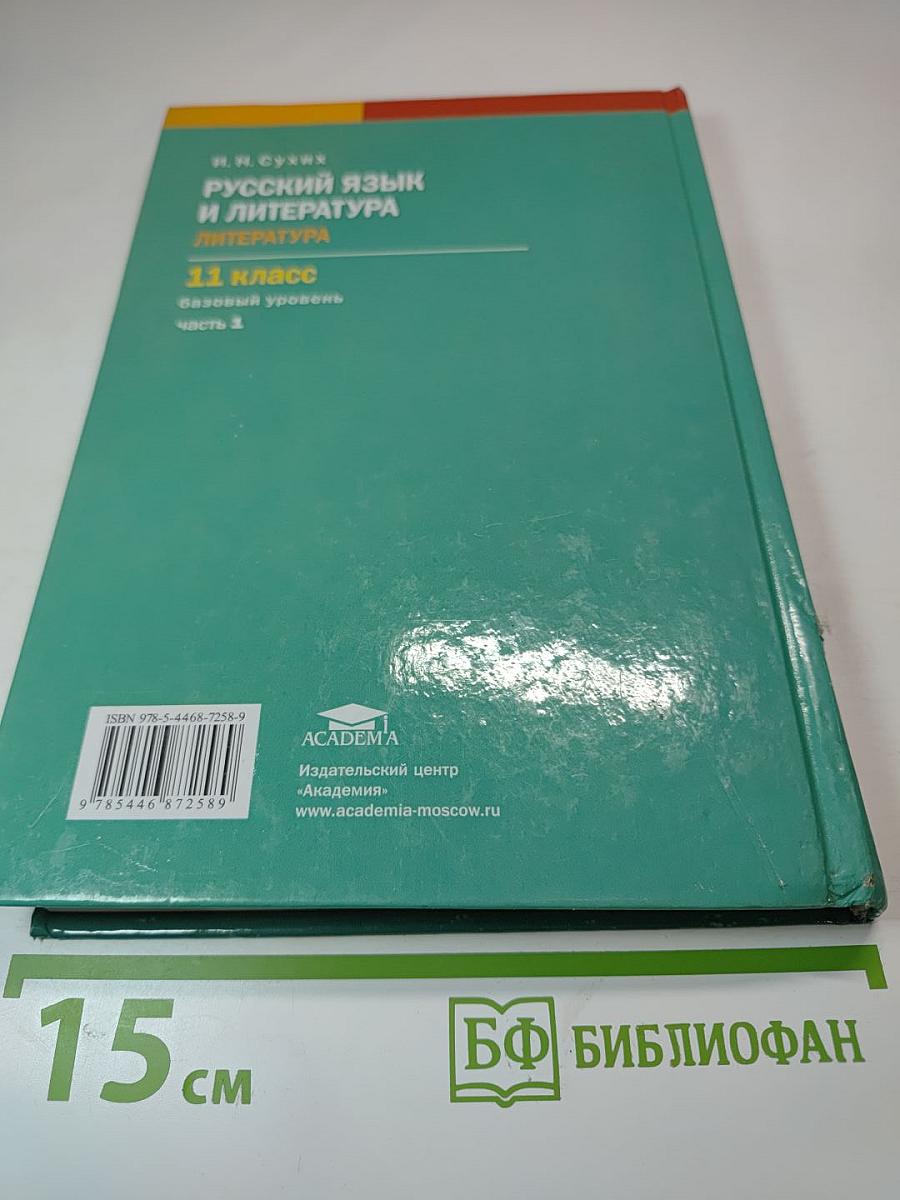 И. Н. Сухих
РУССКИЙ ЯЗЫК
И ЛИТЕРАТУРА
ЛИТЕРАТУРА
11 класс
базовый уровень
часть 1
ISBN 978-5-4468-7258-9
9 785446 872589
ACADEMiA
Издательский центр
«Академия»
www.academia-moscow.ru
15 см
БФ БИБЛИОФАН